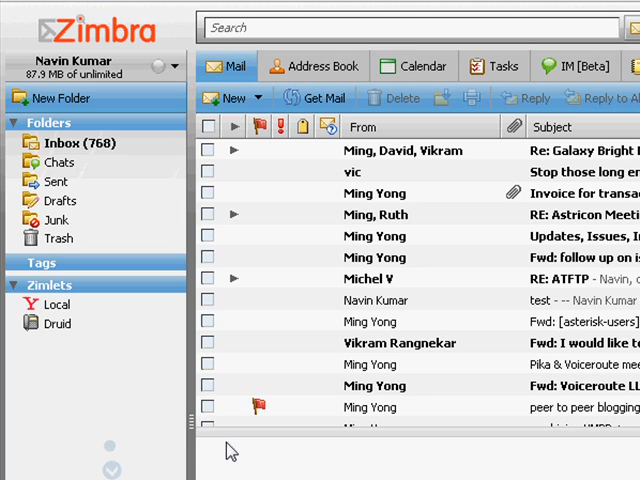 Zimbra
Search
Navin Kumar
87.9 MB of unlimited
Mail Address Book Calendar Tasks IM [Beta]
New Folder
New Get Mail Delete Reply Reply to Al
Folders
From Subject
Inbox (768)
Chats
Sent
Drafts
Junk
Trash
Tags
Zimlets
Local
Druid
Ming, David, Vikram Re: Galaxy Bright
vic Stop those long en
Ming Yong Invoice for transa
Ming, Ruth RE: Astricon Meeti
Ming Yong Updates, Issues, I
Ming Yong Fwd: follow up on is
Michel V RE: ATFTP - Navin, c
Navin Kumar test - -- Navin Kumar
Ming Yong Fwd: [asterisk-users]
Vikram Rangnekar Fwd: I would like to
Ming Yong Pika & Voiceroute mee
Ming Yong Fwd: Voiceroute LL
Ming Yong peer to peer blogging